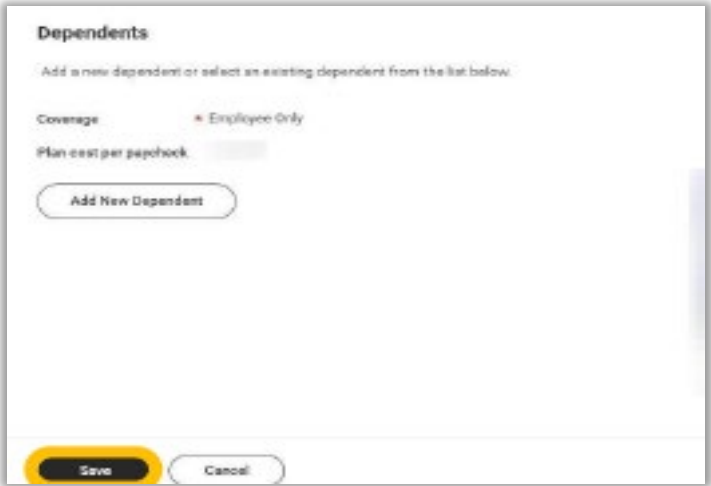 Dependents
Add a new dependent or select an existing dependent from the list below.
Coverage * Employee Only
Plan cost per paycheck
Add New Dependent
Save Cancel